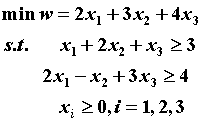 min w = 2x₁ + 3x₂ + 4x₃
s.t. x₁ + 2x₂ + x₃ ≥ 3
2x₁ − x₂ + 3x₃ ≥ 4
xᵢ ≥ 0, i = 1, 2, 3